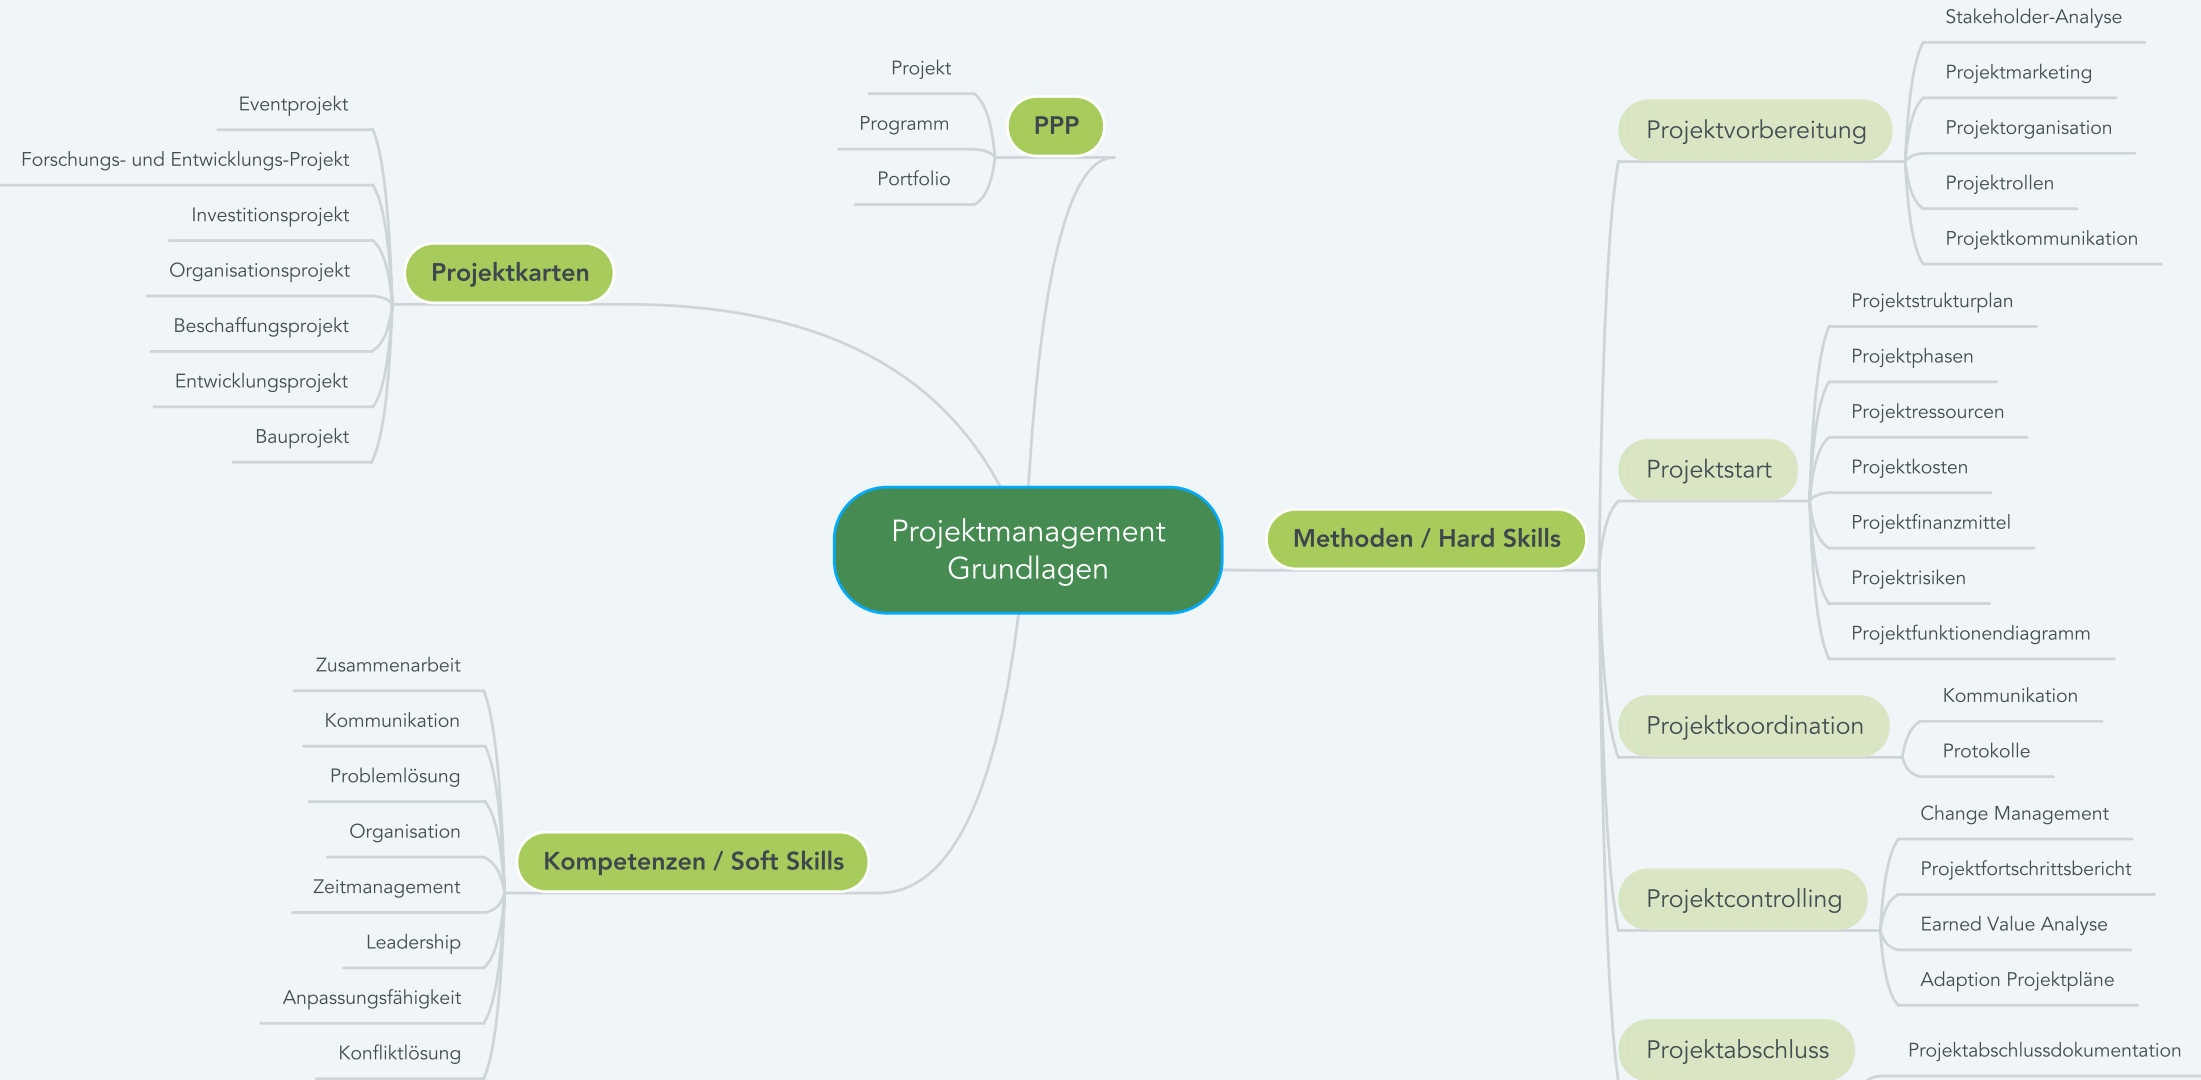 Projektmanagement
Grundlagen
PPP
Projekt
Programm
Portfolio
Projektkarten
Eventprojekt
Forschungs- und Entwicklungs-Projekt
Investitionsprojekt
Organisationsprojekt
Beschaffungsprojekt
Entwicklungsprojekt
Bauprojekt
Kompetenzen / Soft Skills
Zusammenarbeit
Kommunikation
Problemlösung
Organisation
Zeitmanagement
Leadership
Anpassungsfähigkeit
Konfliktlösung
Methoden / Hard Skills
Projektvorbereitung
Stakeholder-Analyse
Projektmarketing
Projektorganisation
Projektrollen
Projektkommunikation
Projektstart
Projektstrukturplan
Projektphasen
Projektressourcen
Projektkosten
Projektfinanzmittel
Projektrisiken
Projektfunktionendiagramm
Projektkoordination
Kommunikation
Protokolle
Projektcontrolling
Change Management
Projektfortschrittsbericht
Earned Value Analyse
Adaption Projektpläne
Projektabschluss
Projektabschlussdokumentation